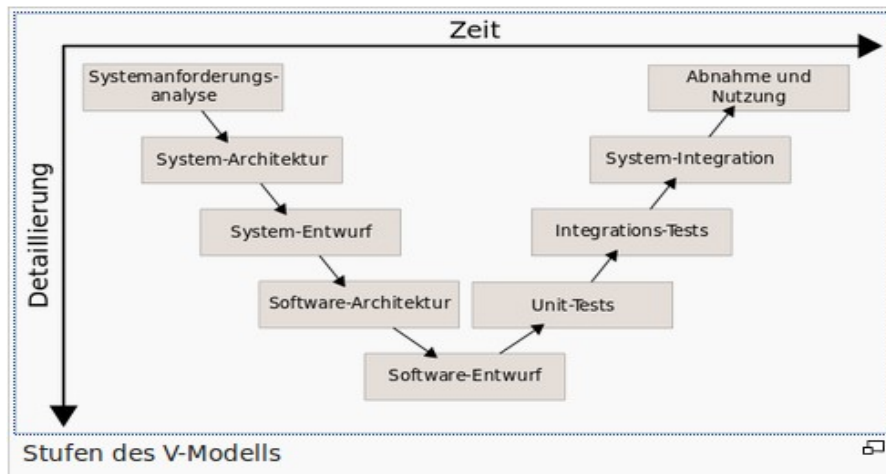 Zeit
Detaillierung
Systemanforderungs-
analyse
Abnahme und
Nutzung
System-Architektur
System-Integration
System-Entwurf
Integrations-Tests
Software-Architektur
Unit-Tests
Software-Entwurf
Stufen des V-Modells